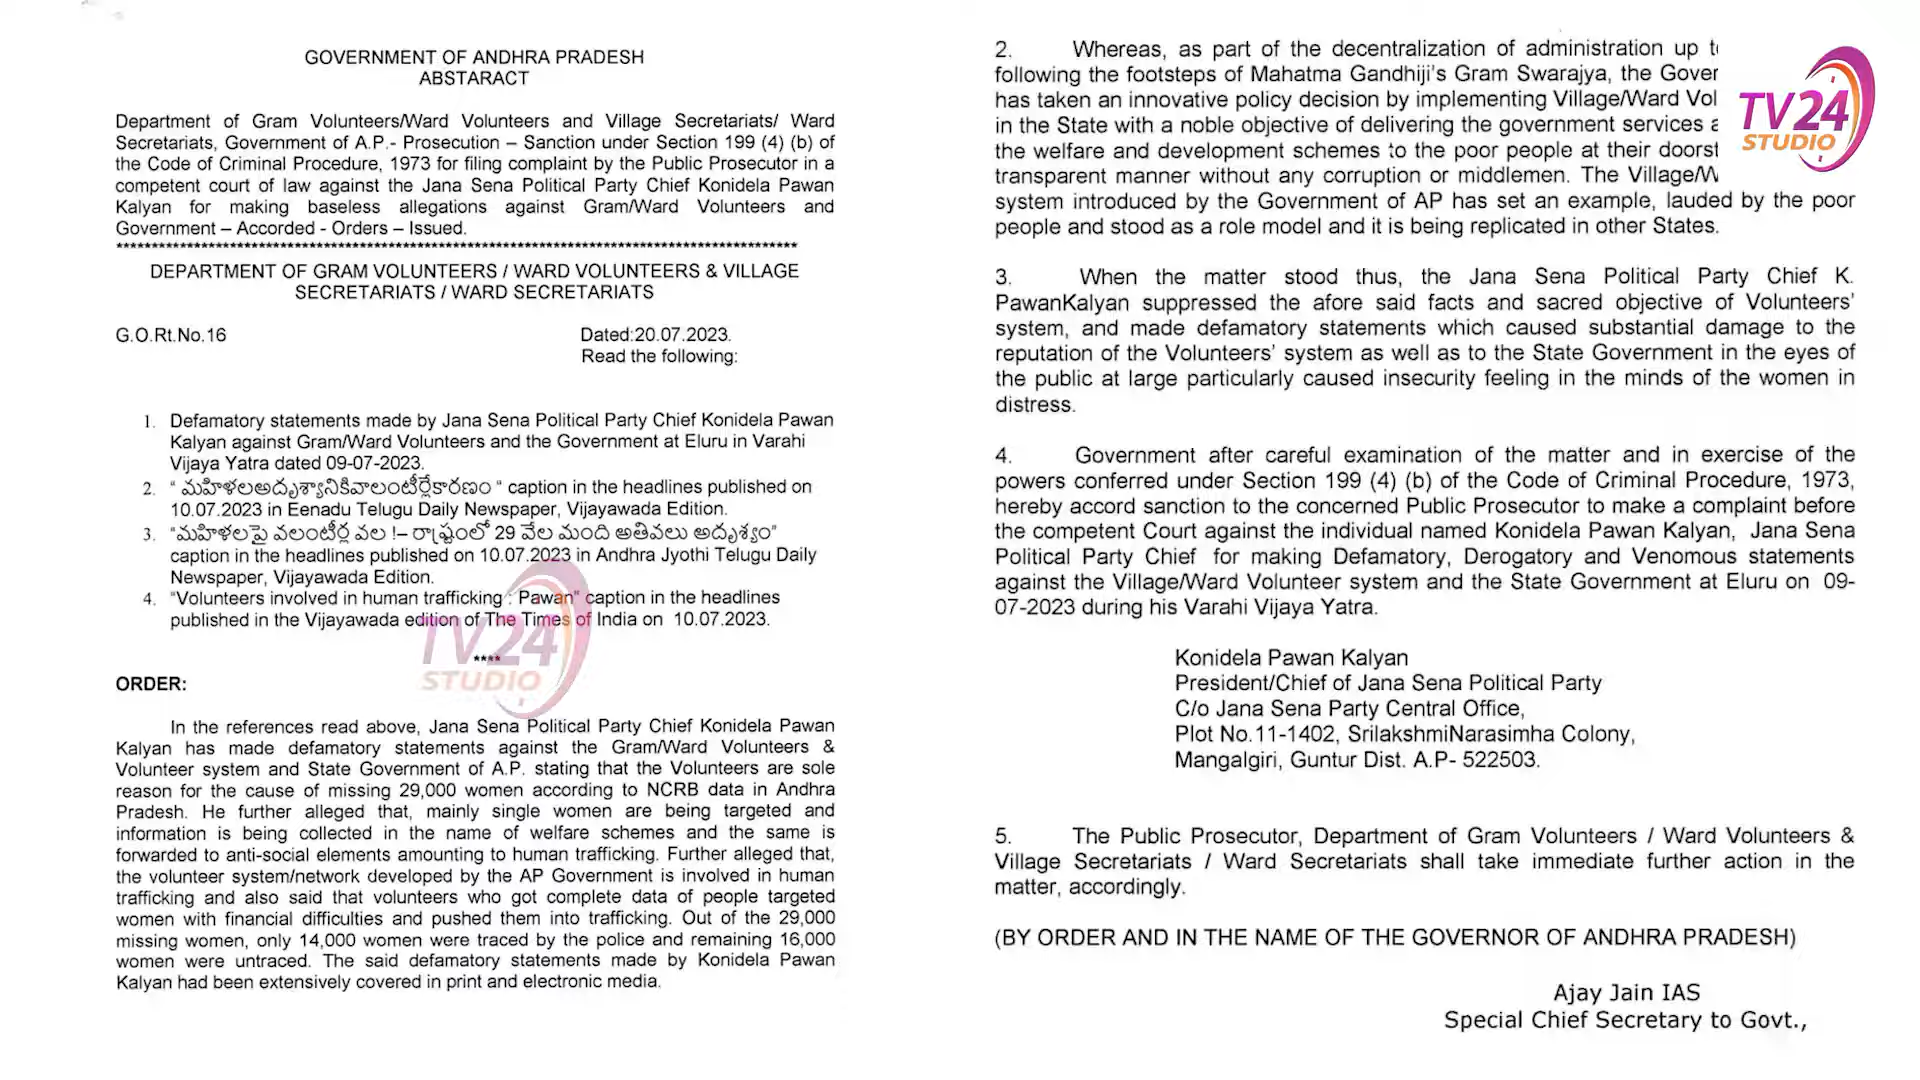 GOVERNMENT OF ANDHRA PRADESH
ABSTARACT
Department of Gram Volunteers/Ward Volunteers and Village Secretariats/ Ward
Secretariats, Government of A.P.- Prosecution – Sanction under Section 199 (4) (b) of
the Code of Criminal Procedure, 1973 for filing complaint by the Public Prosecutor in a
competent court of law against the Jana Sena Political Party Chief Konidela Pawan
Kalyan for making baseless allegations against Gram/Ward Volunteers and
Government – Accorded - Orders – Issued.
DEPARTMENT OF GRAM VOLUNTEERS / WARD VOLUNTEERS & VILLAGE
SECRETARIATS / WARD SECRETARIATS
G.O.Rt.No.16 Dated:20.07.2023.
Read the following:
1. Defamatory statements made by Jana Sena Political Party Chief Konidela Pawan
Kalyan against Gram/Ward Volunteers and the Government at Eluru in Varahi
Vijaya Yatra dated 09-07-2023.
2. “ మహిళలఅదృశ్యానికివాలంటీర్లేకారణం “ caption in the headlines published on
10.07.2023 in Eenadu Telugu Daily Newspaper, Vijayawada Edition.
3. “మహిళలపై వలంటీర్ల వల !– రాష్ట్రంలో 29 వేల మంది అతివలు అదృశ్యం”
caption in the headlines published on 10.07.2023 in Andhra Jyothi Telugu Daily
Newspaper, Vijayawada Edition.
4. “Volunteers involved in human trafficking : Pawan” caption in the headlines
published in the Vijayawada edition of The Times of India on 10.07.2023.
****
TV24
STUDIO
ORDER:
In the references read above, Jana Sena Political Party Chief Konidela Pawan
Kalyan has made defamatory statements against the Gram/Ward Volunteers &
Volunteer system and State Government of A.P. stating that the Volunteers are sole
reason for the cause of missing 29,000 women according to NCRB data in Andhra
Pradesh. He further alleged that, mainly single women are being targeted and
information is being collected in the name of welfare schemes and the same is
forwarded to anti-social elements amounting to human trafficking. Further alleged that,
the volunteer system/network developed by the AP Government is involved in human
trafficking and also said that volunteers who got complete data of people targeted
women with financial difficulties and pushed them into trafficking. Out of the 29,000
missing women, only 14,000 women were traced by the police and remaining 16,000
women were untraced. The said defamatory statements made by Konidela Pawan
Kalyan had been extensively covered in print and electronic media.
2. Whereas, as part of the decentralization of administration up
following the footsteps of Mahatma Gandhiji’s Gram Swarajya, the
has taken an innovative policy decision by implementing Village/Ward
in the State with a noble objective of delivering the government services
the welfare and development schemes to the poor people at their
transparent manner without any corruption or middlemen. The
system introduced by the Government of AP has set an example, lauded by the poor
people and stood as a role model and it is being replicated in other States.
3. When the matter stood thus, the Jana Sena Political Party Chief K.
PawanKalyan suppressed the afore said facts and sacred objective of Volunteers’
system, and made defamatory statements which caused substantial damage to the
reputation of the Volunteers’ system as well as to the State Government in the eyes of
the public at large particularly caused insecurity feeling in the minds of the women in
distress.
4. Government after careful examination of the matter and in exercise of the
powers conferred under Section 199 (4) (b) of the Code of Criminal Procedure, 1973,
hereby accord sanction to the concerned Public Prosecutor to make a complaint before
the competent Court against the individual named Konidela Pawan Kalyan, Jana Sena
Political Party Chief for making Defamatory, Derogatory and Venomous statements
against the Village/Ward Volunteer system and the State Government at Eluru on 09-
07-2023 during his Varahi Vijaya Yatra.
Konidela Pawan Kalyan
President/Chief of Jana Sena Political Party
C/o Jana Sena Party Central Office,
Plot No.11-1402, SrilakshmiNarasimha Colony,
Mangalgiri, Guntur Dist. A.P- 522503.
5. The Public Prosecutor, Department of Gram Volunteers / Ward Volunteers &
Village Secretariats / Ward Secretariats shall take immediate further action in the
matter, accordingly.
(BY ORDER AND IN THE NAME OF THE GOVERNOR OF ANDHRA PRADESH)
Ajay Jain IAS
Special Chief Secretary to Govt.,
TV24
STUDIO